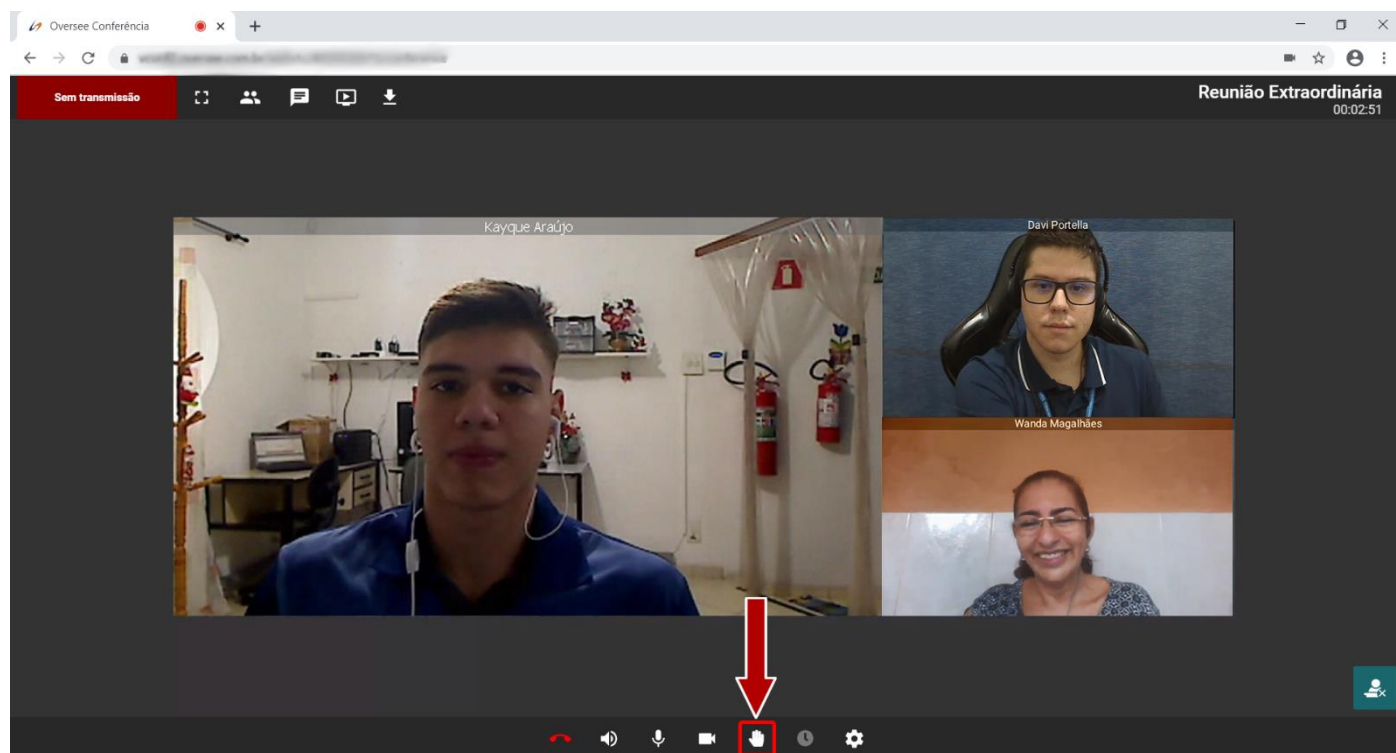 Oversee Conferência
Sem transmissão
Reunião Extraordinária
00:02:51
Kayque Araújo
Davi Portella
Wanda Magalhães